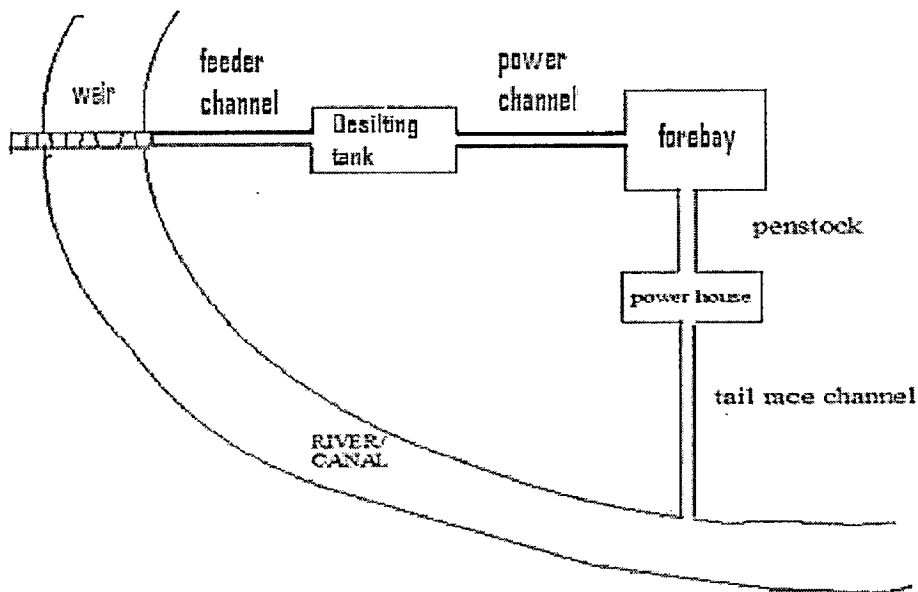 weir
feeder
channel
Desilting
tank
power
channel
forebay
penstock
power house
tail race channel
RIVER/
CANAL